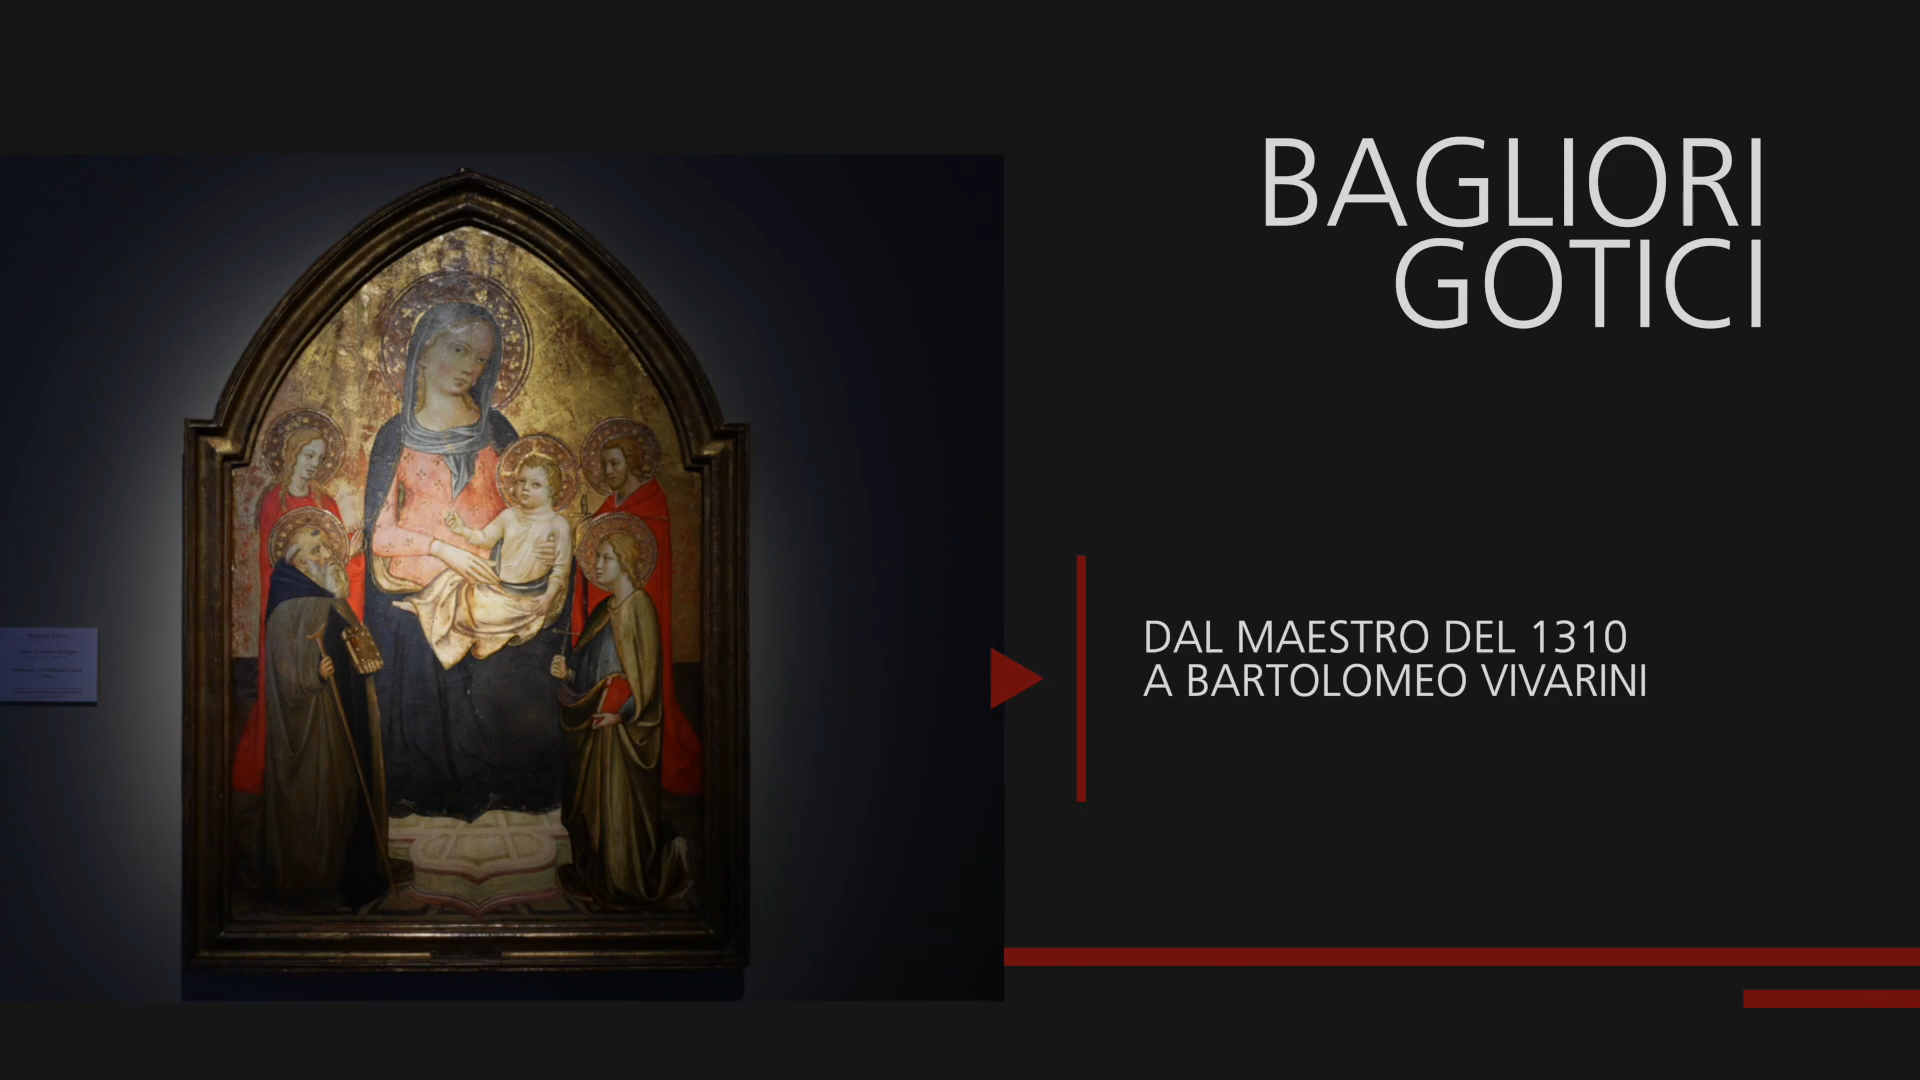 BAGLIORI
GOTICI
DAL MAESTRO DEL 1310
A BARTOLOMEO VIVARINI